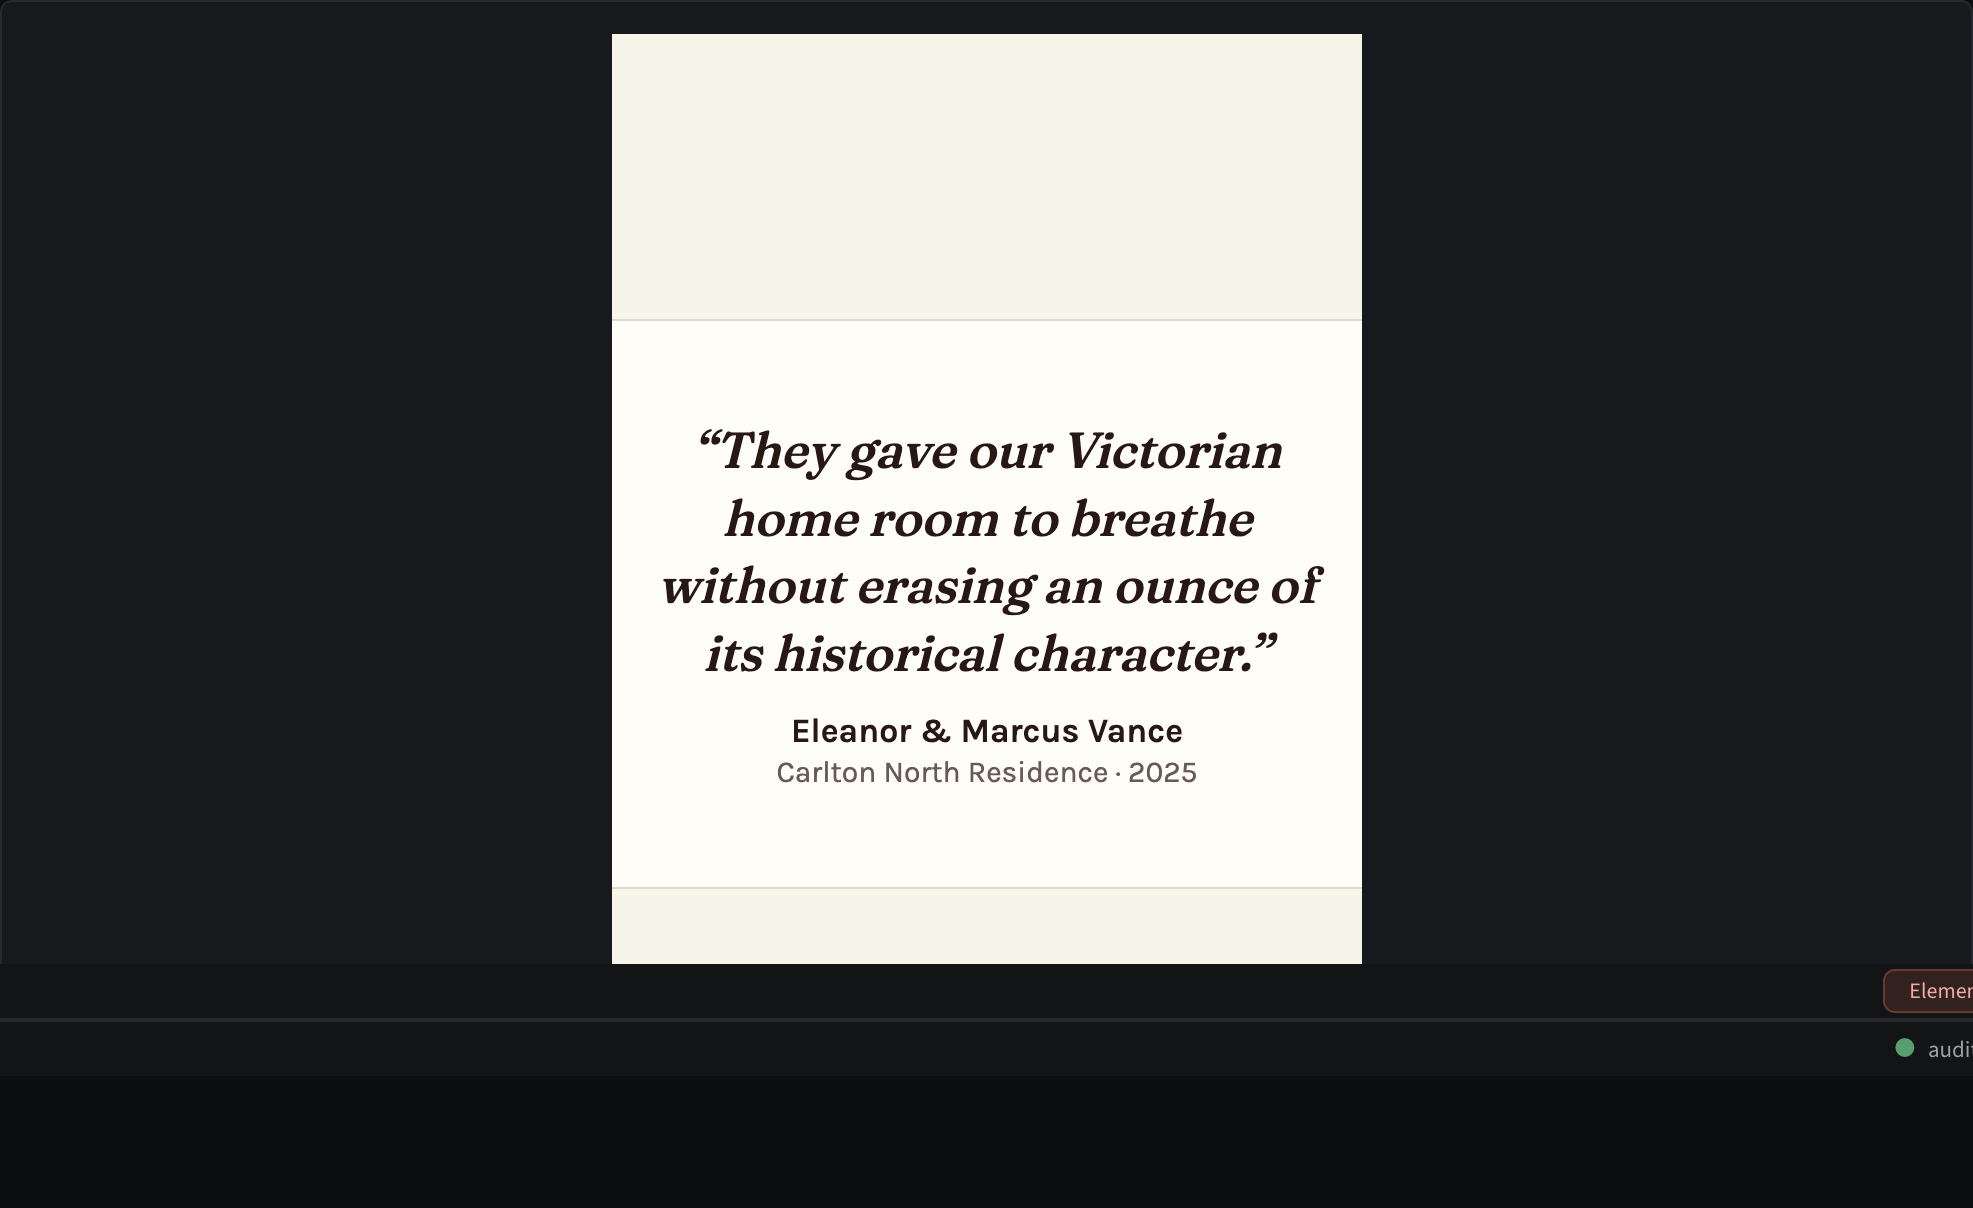 “They gave our Victorian
home room to breathe
without erasing an ounce of
its historical character.”
Eleanor & Marcus Vance
Carlton North Residence · 2025